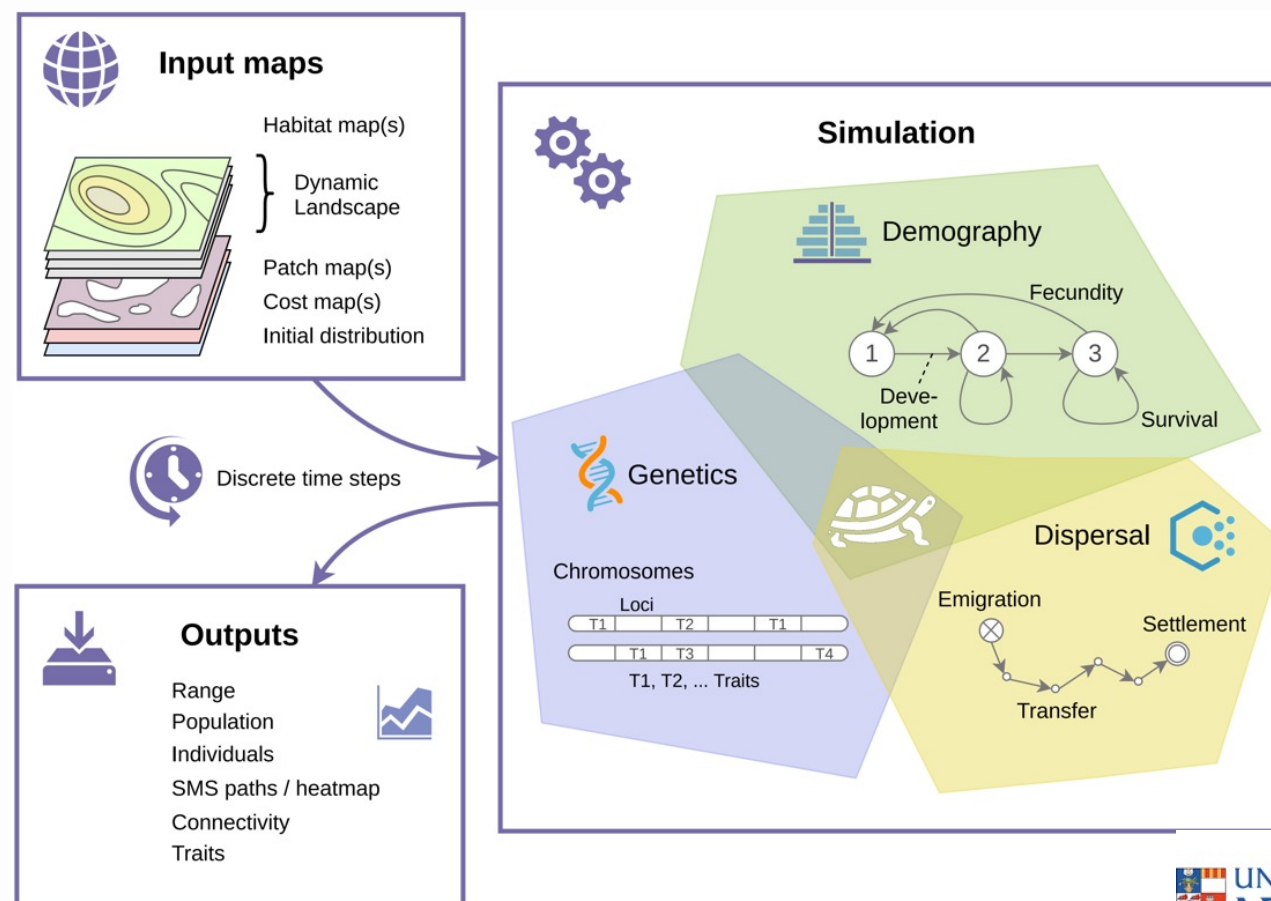 Input maps
Habitat map(s)
Dynamic
Landscape
Patch map(s)
Cost map(s)
Initial distribution
Discrete time steps
Simulation
Demography
Fecundity
1
2
3
Deve-
lopment
Survival
Genetics
Chromosomes
Loci
T1 T2 T1
T1 T3 T4
T1, T2, ... Traits
Dispersal
Emigration
Settlement
Transfer
Outputs
Range
Population
Individuals
SMS paths / heatmap
Connectivity
Traits